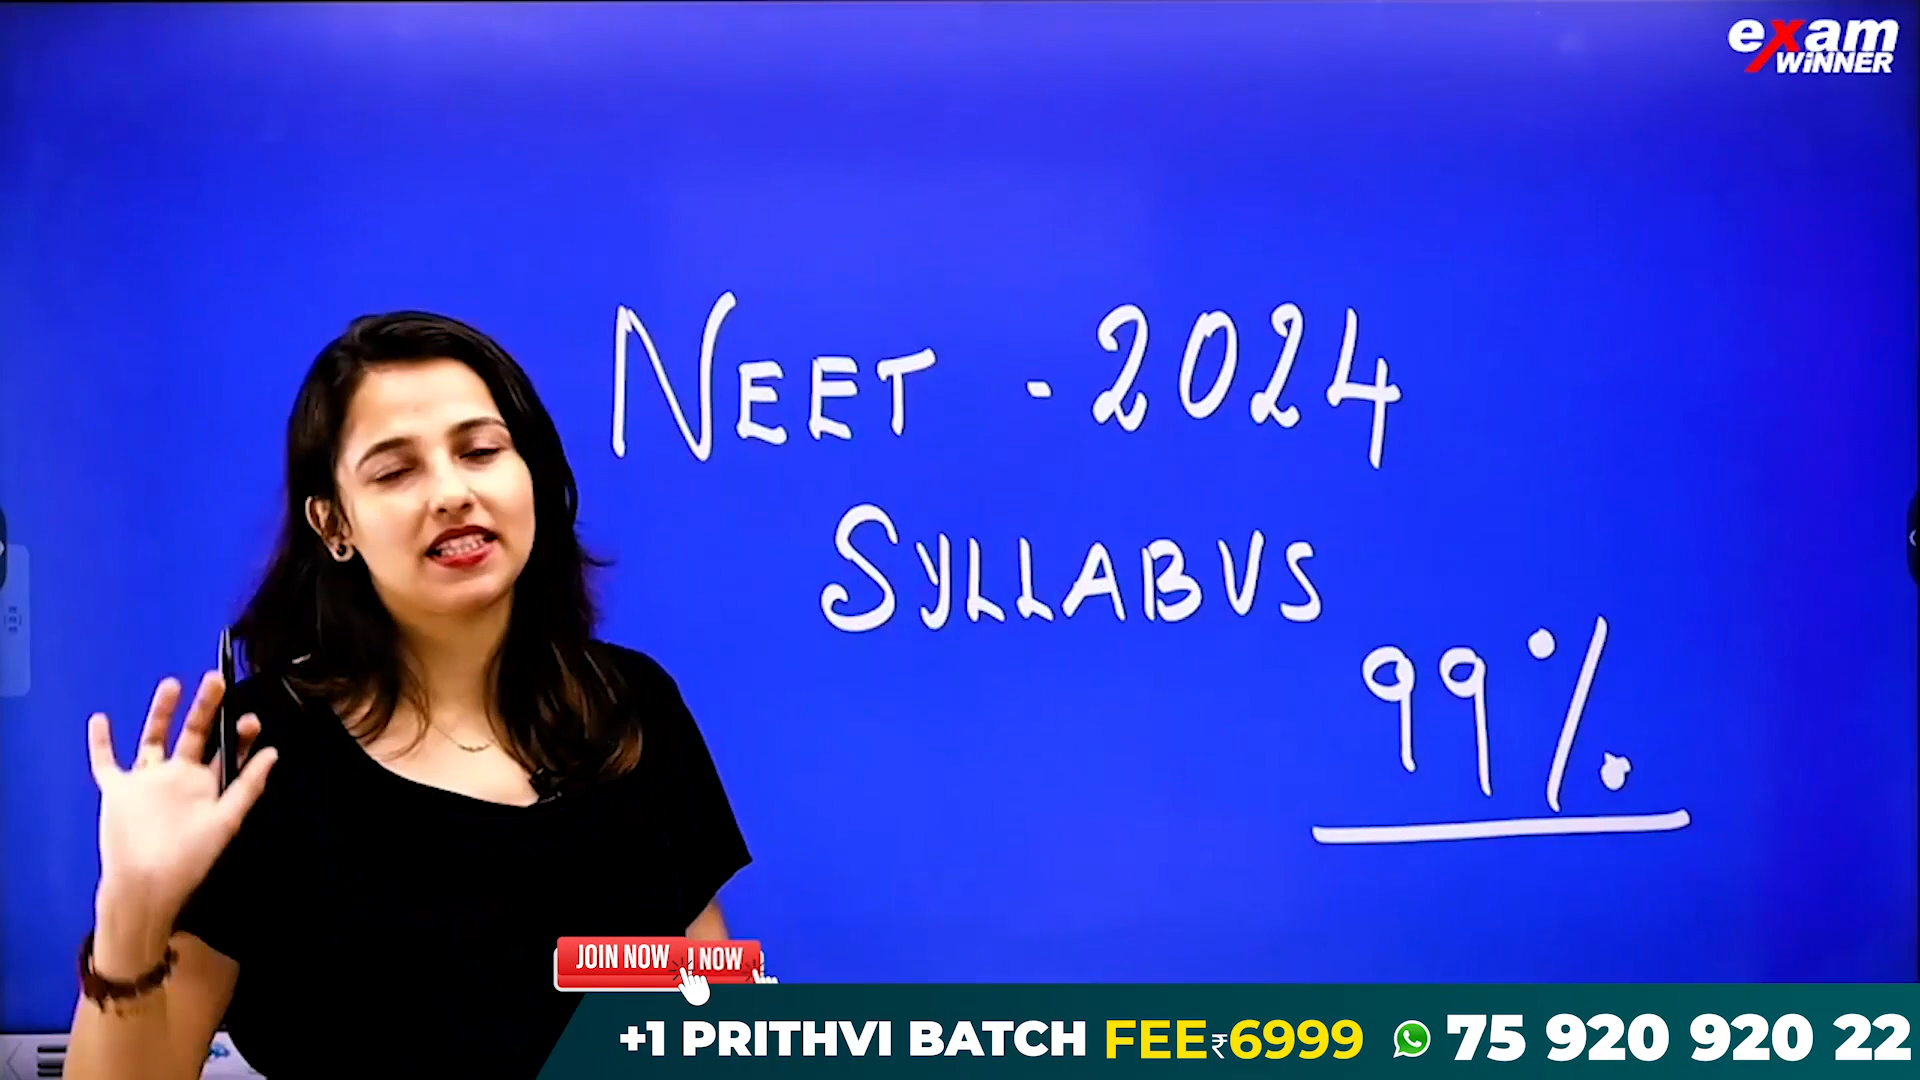 exam
WINNER
NEET - 2024
SYLLABUS
99%
JOIN NOW
NOW
+1 PRITHVI BATCH FEE ₹6999 75 920 920 22